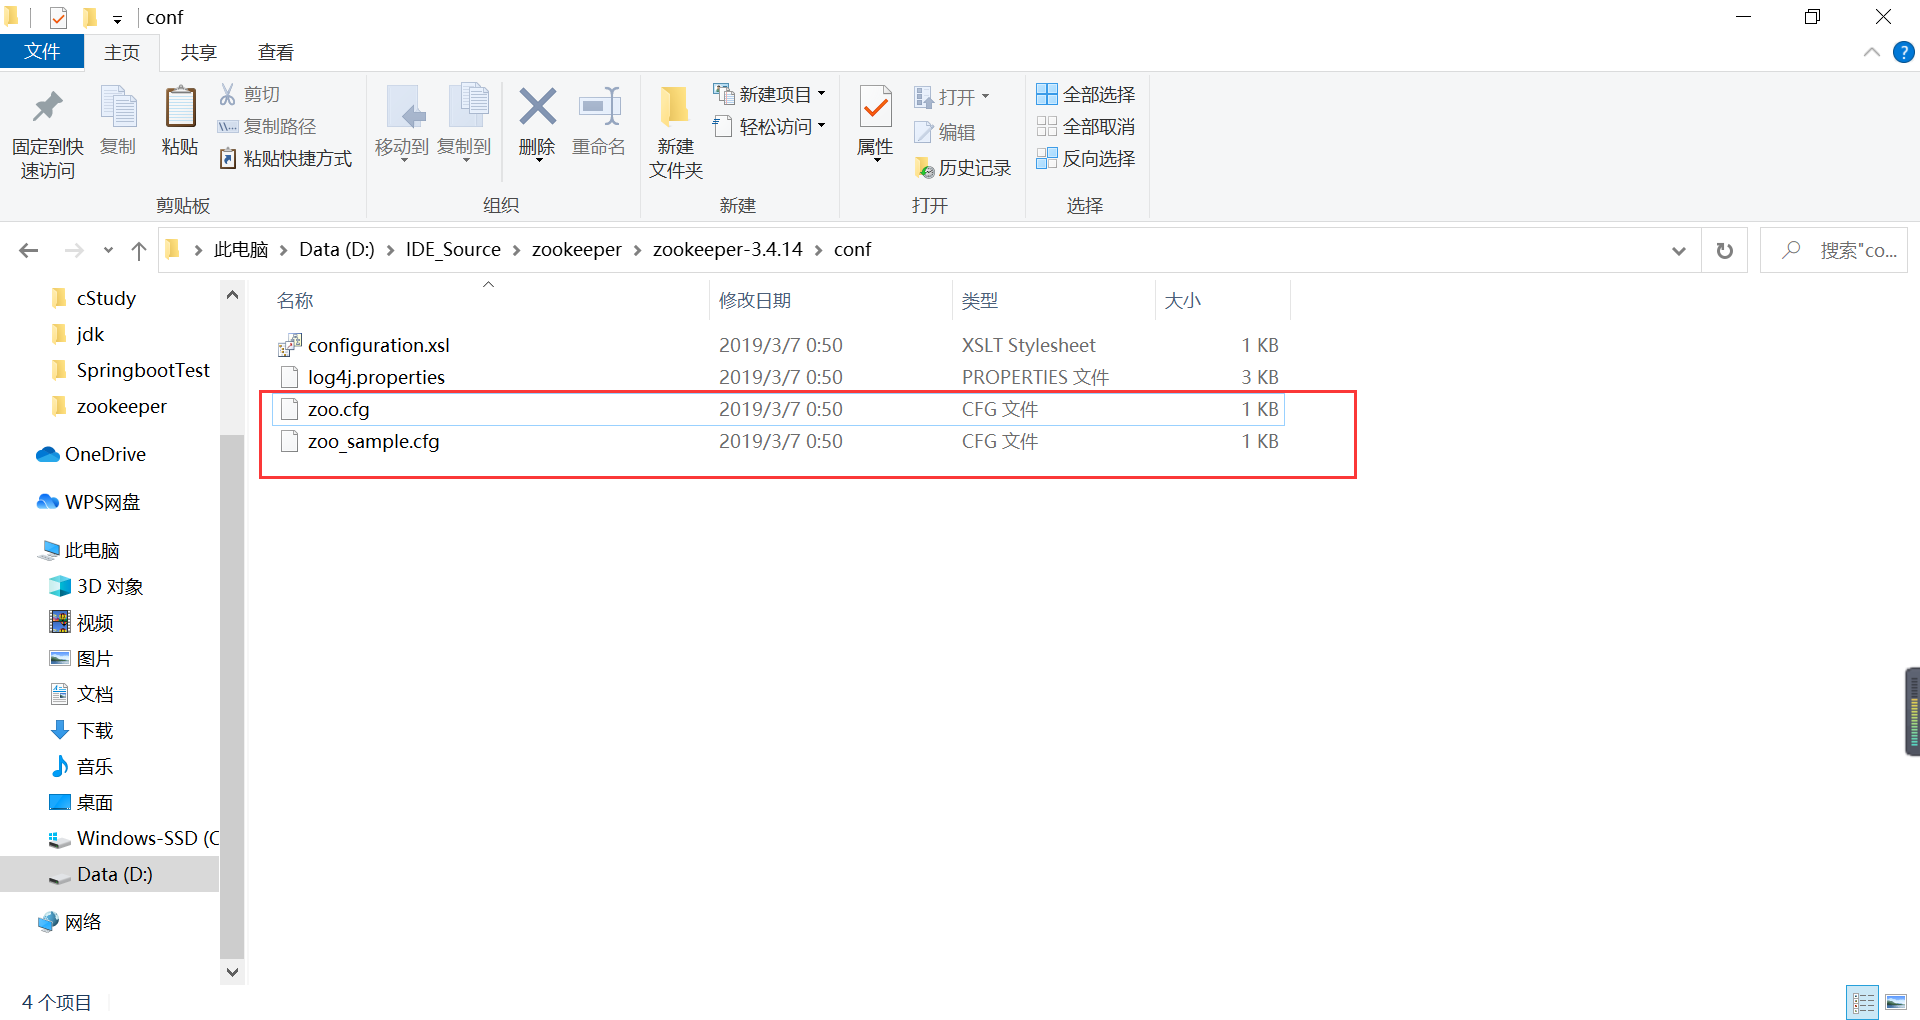 conf
文件 主页 共享 查看
固定到快速访问 复制 粘贴 剪切 复制路径 粘贴快捷方式 移动到 复制到 删除 重命名 新建文件夹 新建项目 轻松访问 属性 打开 编辑 历史记录 全部选择 全部取消 反向选择
剪贴板 组织 新建 打开 选择
此电脑 Data (D:) IDE_Source zookeeper zookeeper-3.4.14 conf 搜索"co...
名称 修改日期 类型 大小
configuration.xsl 2019/3/7 0:50 XSLT Stylesheet 1 KB
log4j.properties 2019/3/7 0:50 PROPERTIES 文件 3 KB
zoo.cfg 2019/3/7 0:50 CFG 文件 1 KB
zoo_sample.cfg 2019/3/7 0:50 CFG 文件 1 KB
cStudy
jdk
SpringbootTest
zookeeper
OneDrive
WPS网盘
此电脑
3D 对象
视频
图片
文档
下载
音乐
桌面
Windows-SSD (C
Data (D:)
网络
4 个项目